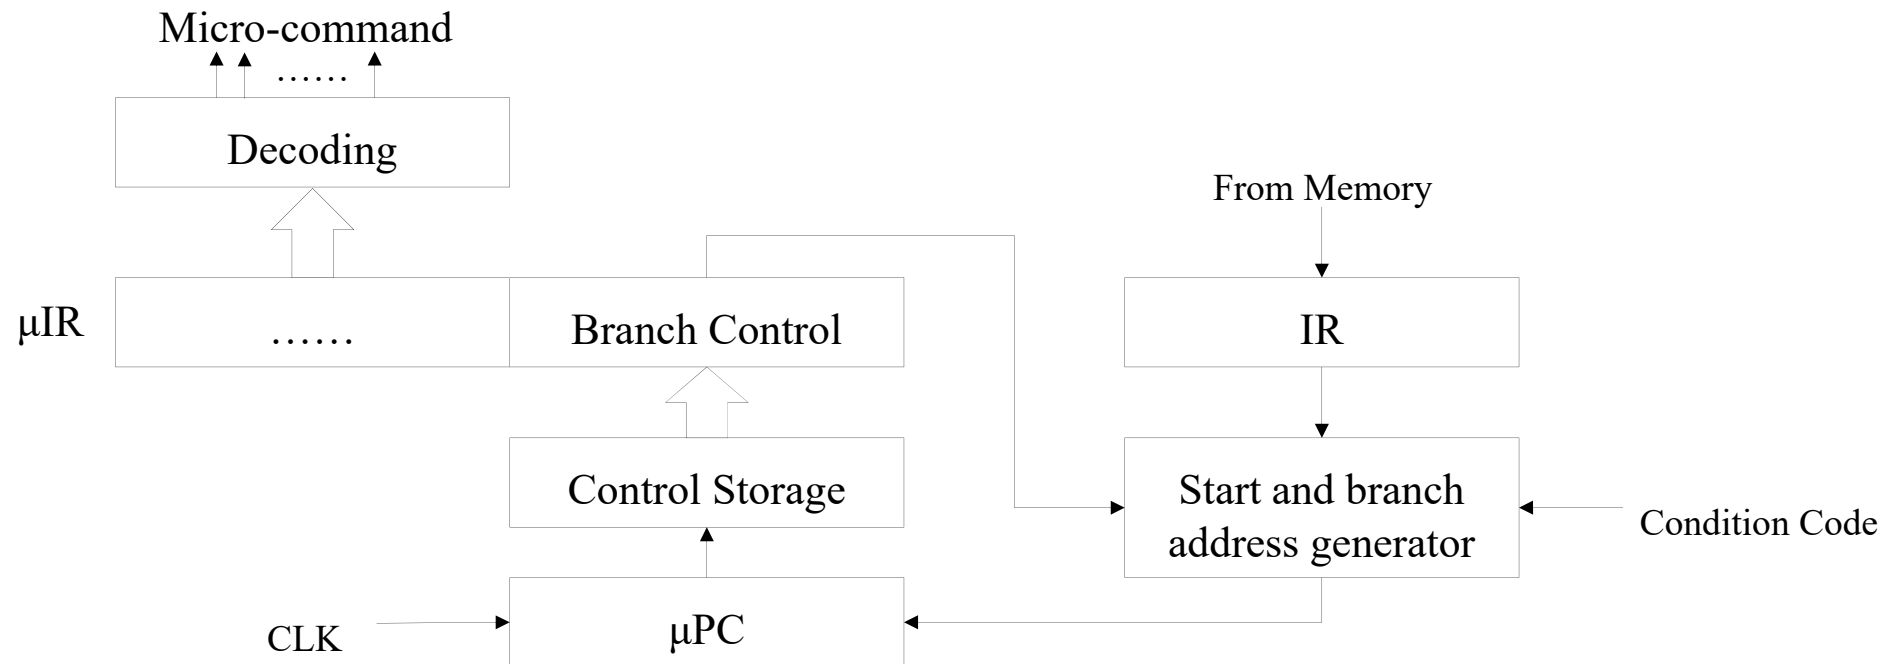 Micro-command
……
Decoding
From Memory
μIR
……
Branch Control
IR
Control Storage
Start and branch
address generator
Condition Code
CLK
μPC